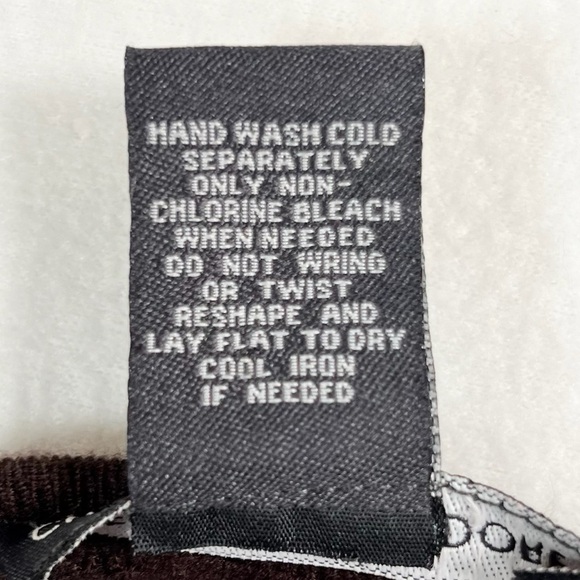 HAND WASH COLD
SEPARATELY
ONLY NON-
CHLORINE BLEACH
WHEN NEEDED
DO NOT WRING
OR TWIST
RESHAPE AND
LAY FLAT TO DRY
COOL IRON
IF NEEDED